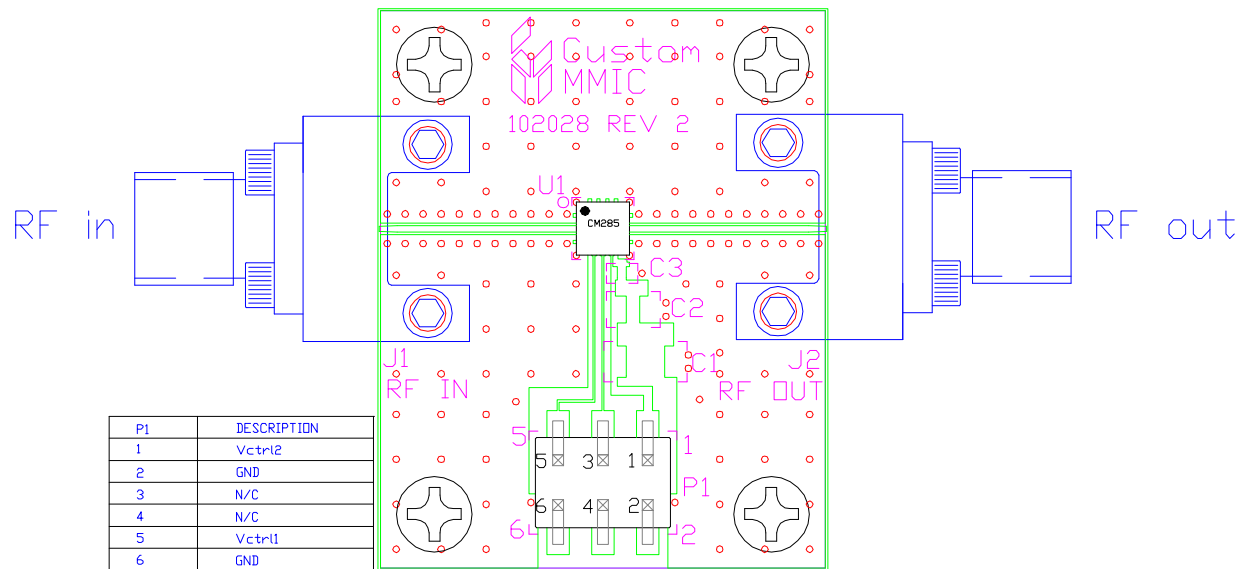 Custom
MMIC
102028 REV 2
U1
CM285
RF in
RF out
C3
C2
C1
J1
RF IN
J2
RF OUT
P1 DESCRIPTION
1 Vctrl2
2 GND
3 N/C
4 N/C
5 Vctrl1
6 GND
5 1
5 3 1
P1
6 4 2
6 2